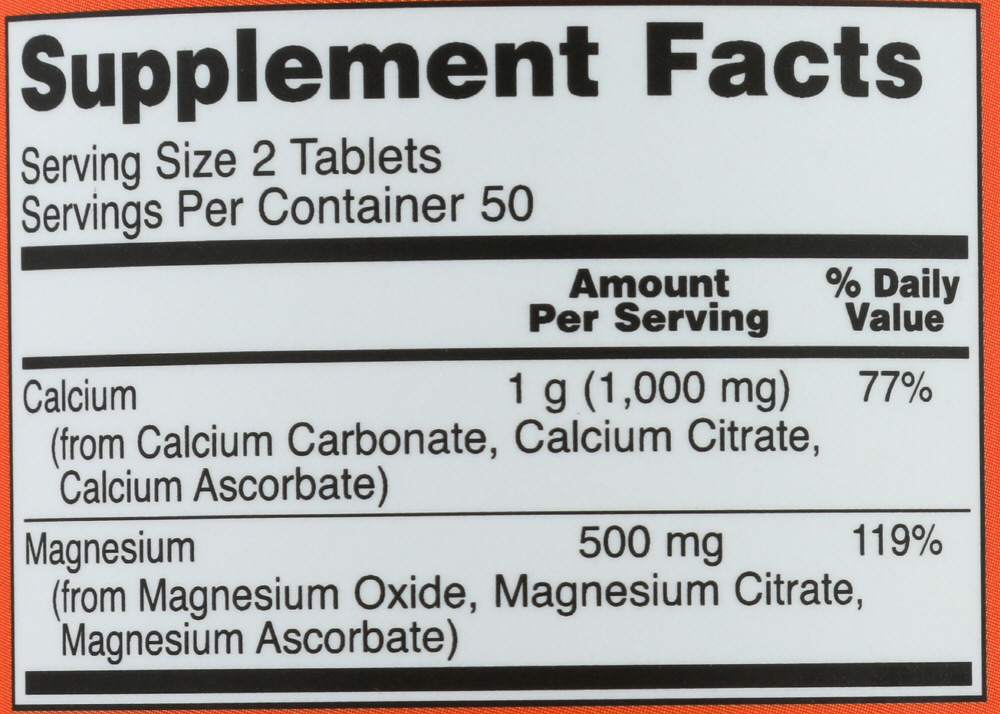 Supplement Facts
Serving Size 2 Tablets
Servings Per Container 50
Amount Per Serving % Daily Value
Calcium 1 g (1,000 mg) 77%
(from Calcium Carbonate, Calcium Citrate,
Calcium Ascorbate)
Magnesium 500 mg 119%
(from Magnesium Oxide, Magnesium Citrate,
Magnesium Ascorbate)